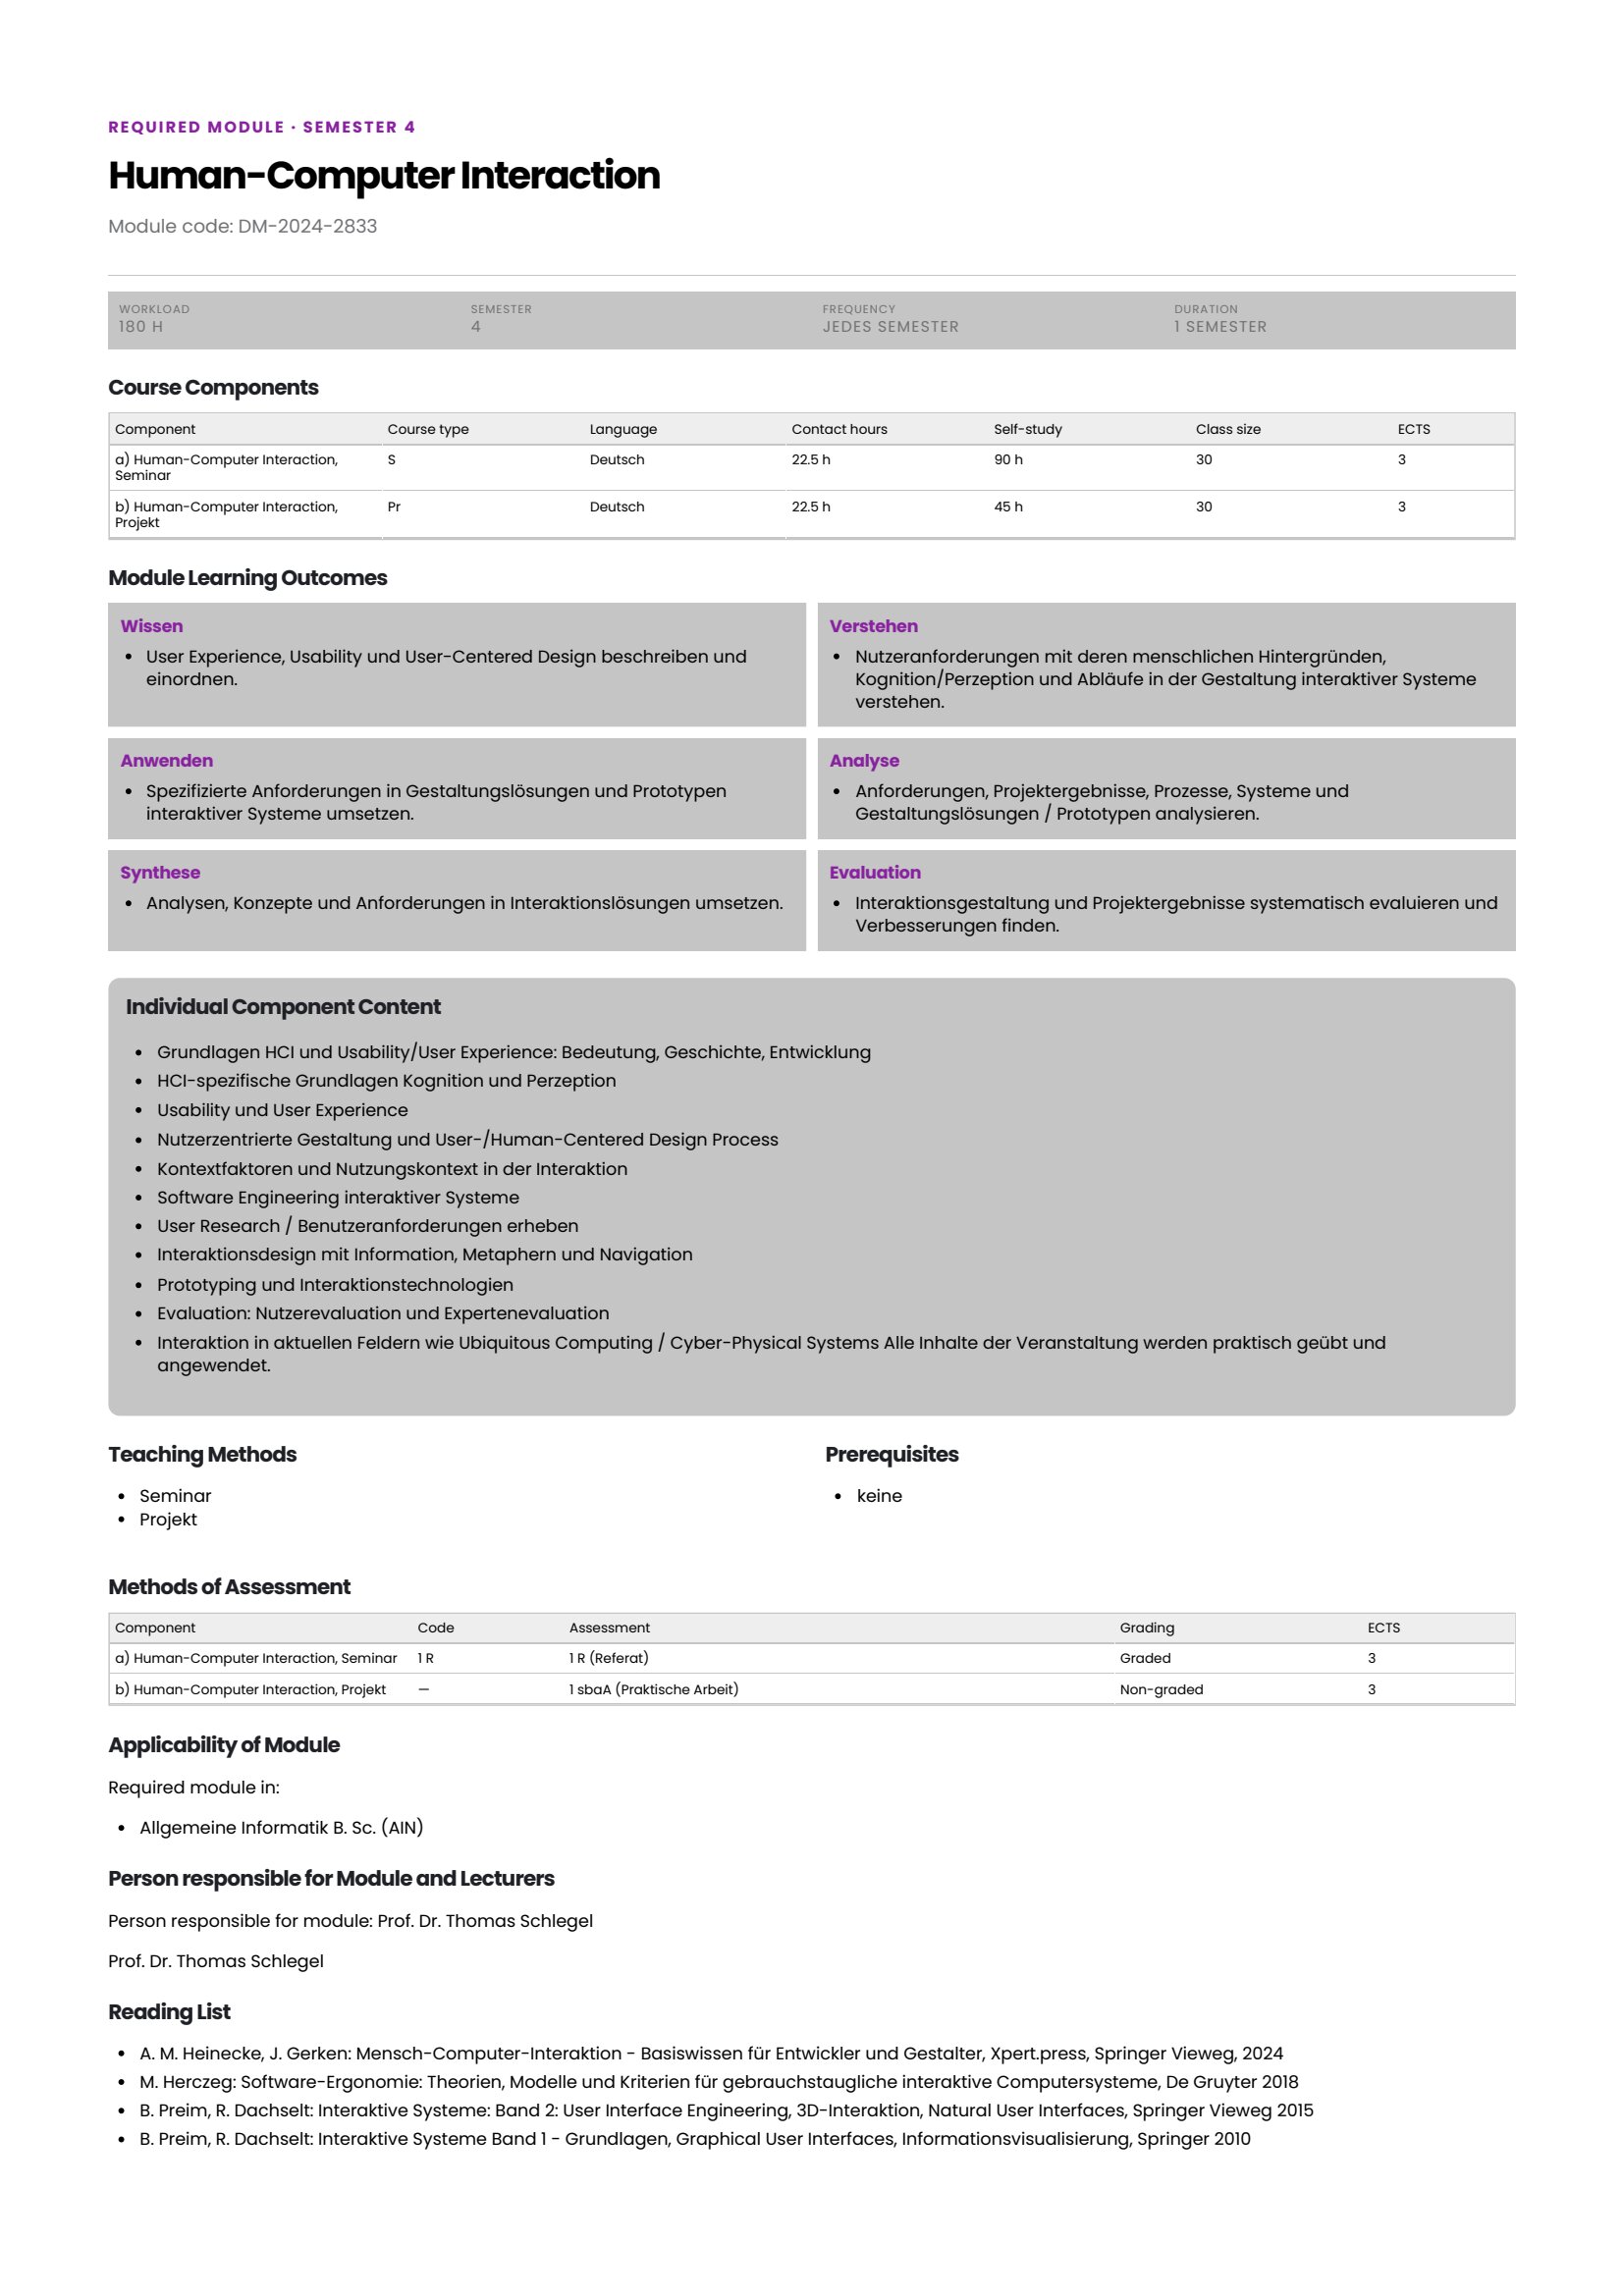 REQUIRED MODULE · SEMESTER 4
Human-Computer Interaction
Module code: DM-2024-2833
WORKLOAD SEMESTER FREQUENCY DURATION
180 H 4 JEDES SEMESTER 1 SEMESTER
Course Components
Component Course type Language Contact hours Self-study Class size ECTS
a) Human-Computer Interaction, S Deutsch 22.5 h 90 h 30 3
Seminar
b) Human-Computer Interaction, Pr Deutsch 22.5 h 45 h 30 3
Projekt
Module Learning Outcomes
Wissen
• User Experience, Usability und User-Centered Design beschreiben und
einordnen.
Verstehen
• Nutzeranforderungen mit deren menschlichen Hintergründen,
Kognition/Perzeption und Abläufe in der Gestaltung interaktiver Systeme
verstehen.
Anwenden
• Spezifizierte Anforderungen in Gestaltungslösungen und Prototypen
interaktiver Systeme umsetzen.
Analyse
• Anforderungen, Projektergebnisse, Prozesse, Systeme und
Gestaltungslösungen / Prototypen analysieren.
Synthese
• Analysen, Konzepte und Anforderungen in Interaktionslösungen umsetzen.
Evaluation
• Interaktionsgestaltung und Projektergebnisse systematisch evaluieren und
Verbesserungen finden.
Individual Component Content
• Grundlagen HCI und Usability/User Experience: Bedeutung, Geschichte, Entwicklung
• HCI-spezifische Grundlagen Kognition und Perzeption
• Usability und User Experience
• Nutzerzentrierte Gestaltung und User-/Human-Centered Design Process
• Kontextfaktoren und Nutzungskontext in der Interaktion
• Software Engineering interaktiver Systeme
• User Research / Benutzeranforderungen erheben
• Interaktionsdesign mit Information, Metaphern und Navigation
• Prototyping und Interaktionstechnologien
• Evaluation: Nutzerevaluation und Expertenevaluation
• Interaktion in aktuellen Feldern wie Ubiquitous Computing / Cyber-Physical Systems Alle Inhalte der Veranstaltung werden praktisch geübt und
angewendet.
Teaching Methods
• Seminar
• Projekt
Prerequisites
• keine
Methods of Assessment
Component Code Assessment Grading ECTS
a) Human-Computer Interaction, Seminar 1 R 1 R (Referat) Graded 3
b) Human-Computer Interaction, Projekt — 1 sbaA (Praktische Arbeit) Non-graded 3
Applicability of Module
Required module in:
• Allgemeine Informatik B. Sc. (AIN)
Person responsible for Module and Lecturers
Person responsible for module: Prof. Dr. Thomas Schlegel
Prof. Dr. Thomas Schlegel
Reading List
• A. M. Heinecke, J. Gerken: Mensch-Computer-Interaktion - Basiswissen für Entwickler und Gestalter, Xpert.press, Springer Vieweg, 2024
• M. Herczeg: Software-Ergonomie: Theorien, Modelle und Kriterien für gebrauchstaugliche interaktive Computersysteme, De Gruyter 2018
• B. Preim, R. Dachselt: Interaktive Systeme: Band 2: User Interface Engineering, 3D-Interaktion, Natural User Interfaces, Springer Vieweg 2015
• B. Preim, R. Dachselt: Interaktive Systeme Band 1 - Grundlagen, Graphical User Interfaces, Informationsvisualisierung, Springer 2010